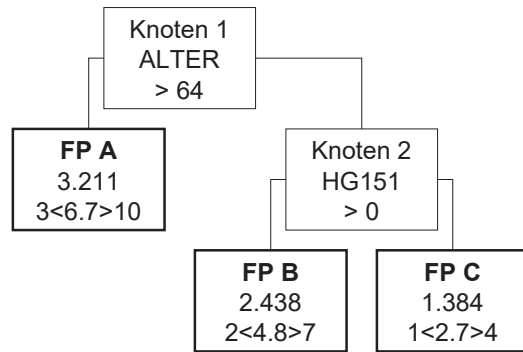 Knoten 1
ALTER
> 64
FP A
3.211
3<6.7>10
Knoten 2
HG151
> 0
FP B
2.438
2<4.8>7
FP C
1.384
1<2.7>4